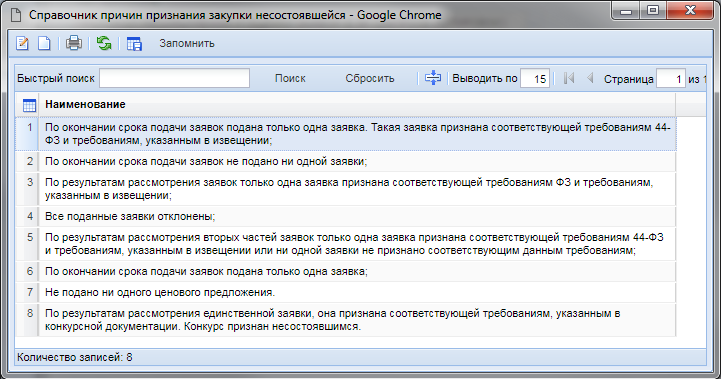 Справочник причин признания закупки несостоявшейся - Google Chrome
Запомнить
Быстрый поиск Поиск Сбросить Выводить по 15 Страница 1 из 1
Наименование
1 По окончании срока подачи заявок подана только одна заявка. Такая заявка признана соответствующей требованиям 44-
ФЗ и требованиям, указанным в извещении;
2 По окончании срока подачи заявок не подано ни одной заявки;
3 По результатам рассмотрения заявок только одна заявка признана соответствующей требованиям ФЗ и требованиям,
указанным в извещении;
4 Все поданные заявки отклонены;
5 По результатам рассмотрения вторых частей заявок только одна заявка признана соответствующей требованиям 44-ФЗ
и требованиям, указанным в извещении или ни одной заявки не признано соответствующим данным требованиям;
6 По окончании срока подачи заявок подана только одна заявка;
7 Не подано ни одного ценового предложения.
8 По результатам рассмотрения единственной заявки, она признана соответствующей требованиям, указанным в
конкурсной документации. Конкурс признан несостоявшимся.
Количество записей: 8